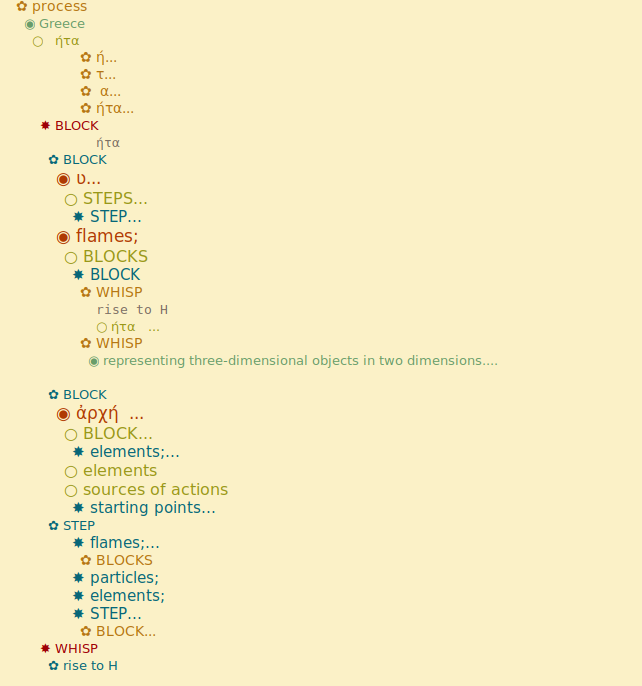 ✿ process
◉ Greece
○ ήτα
✿ ή...
✿ τ...
✿ α...
✿ ήτα...
✸ BLOCK
ήτα
✿ BLOCK
◉ υ...
○ STEPS...
✸ STEP...
◉ flames;
○ BLOCKS
✸ BLOCK
✿ WHISP
rise to H
○ ήτα ...
✿ WHISP
◉ representing three-dimensional objects in two dimensions....
✿ BLOCK
◉ ἀρχή ...
○ BLOCK...
✸ elements;...
○ elements
○ sources of actions
✸ starting points...
✿ STEP
✸ flames;...
✿ BLOCKS
✸ particles;
✸ elements;
✸ STEP...
✿ BLOCK...
✸ WHISP
✿ rise to H